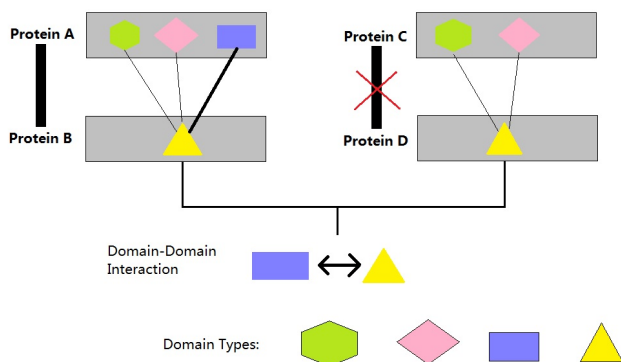 Protein A
Protein B
Protein C
Protein D
Domain-Domain
Interaction
Domain Types: